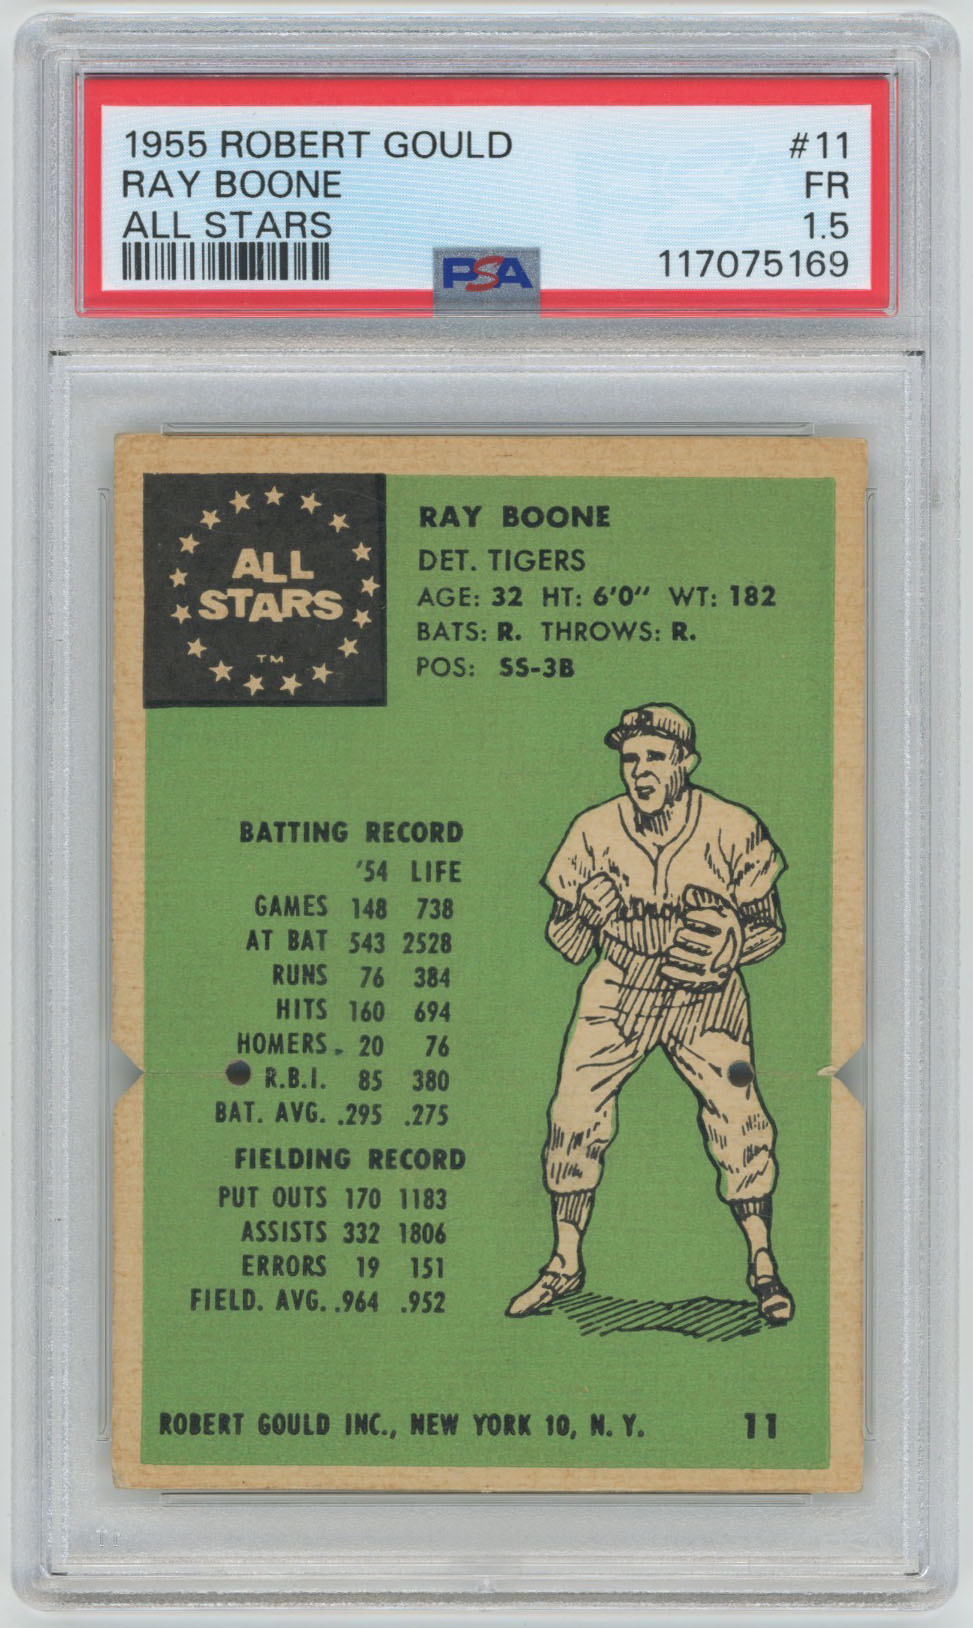 1955 ROBERT GOULD #11
RAY BOONE FR
ALL STARS 1.5
PSA 117075169
ALL
STARS
TM
RAY BOONE
DET. TIGERS
AGE: 32 HT: 6'0" WT: 182
BATS: R. THROWS: R.
POS: SS-3B
BATTING RECORD
'54 LIFE
GAMES 148 738
AT BAT 543 2528
RUNS 76 384
HITS 160 694
HOMERS 20 76
R.B.I. 85 380
BAT. AVG. .295 .275
FIELDING RECORD
PUT OUTS 170 1183
ASSISTS 332 1806
ERRORS 19 151
FIELD. AVG. .964 .952
ROBERT GOULD INC., NEW YORK 10, N. Y. 11